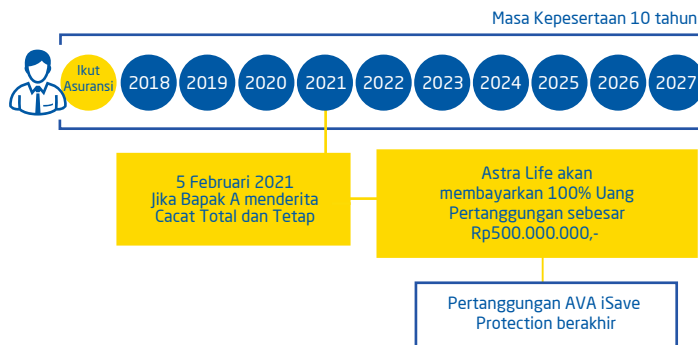 Masa Kepesertaan 10 tahun
Ikut
Asuransi
2018
2019
2020
2021
2022
2023
2024
2025
2026
2027
5 Februari 2021
Jika Bapak A menderita
Cacat Total dan Tetap
Astra Life akan
membayarkan 100% Uang
Pertanggungan sebesar
Rp500.000.000,-
Pertanggungan AVA iSave
Protection berakhir